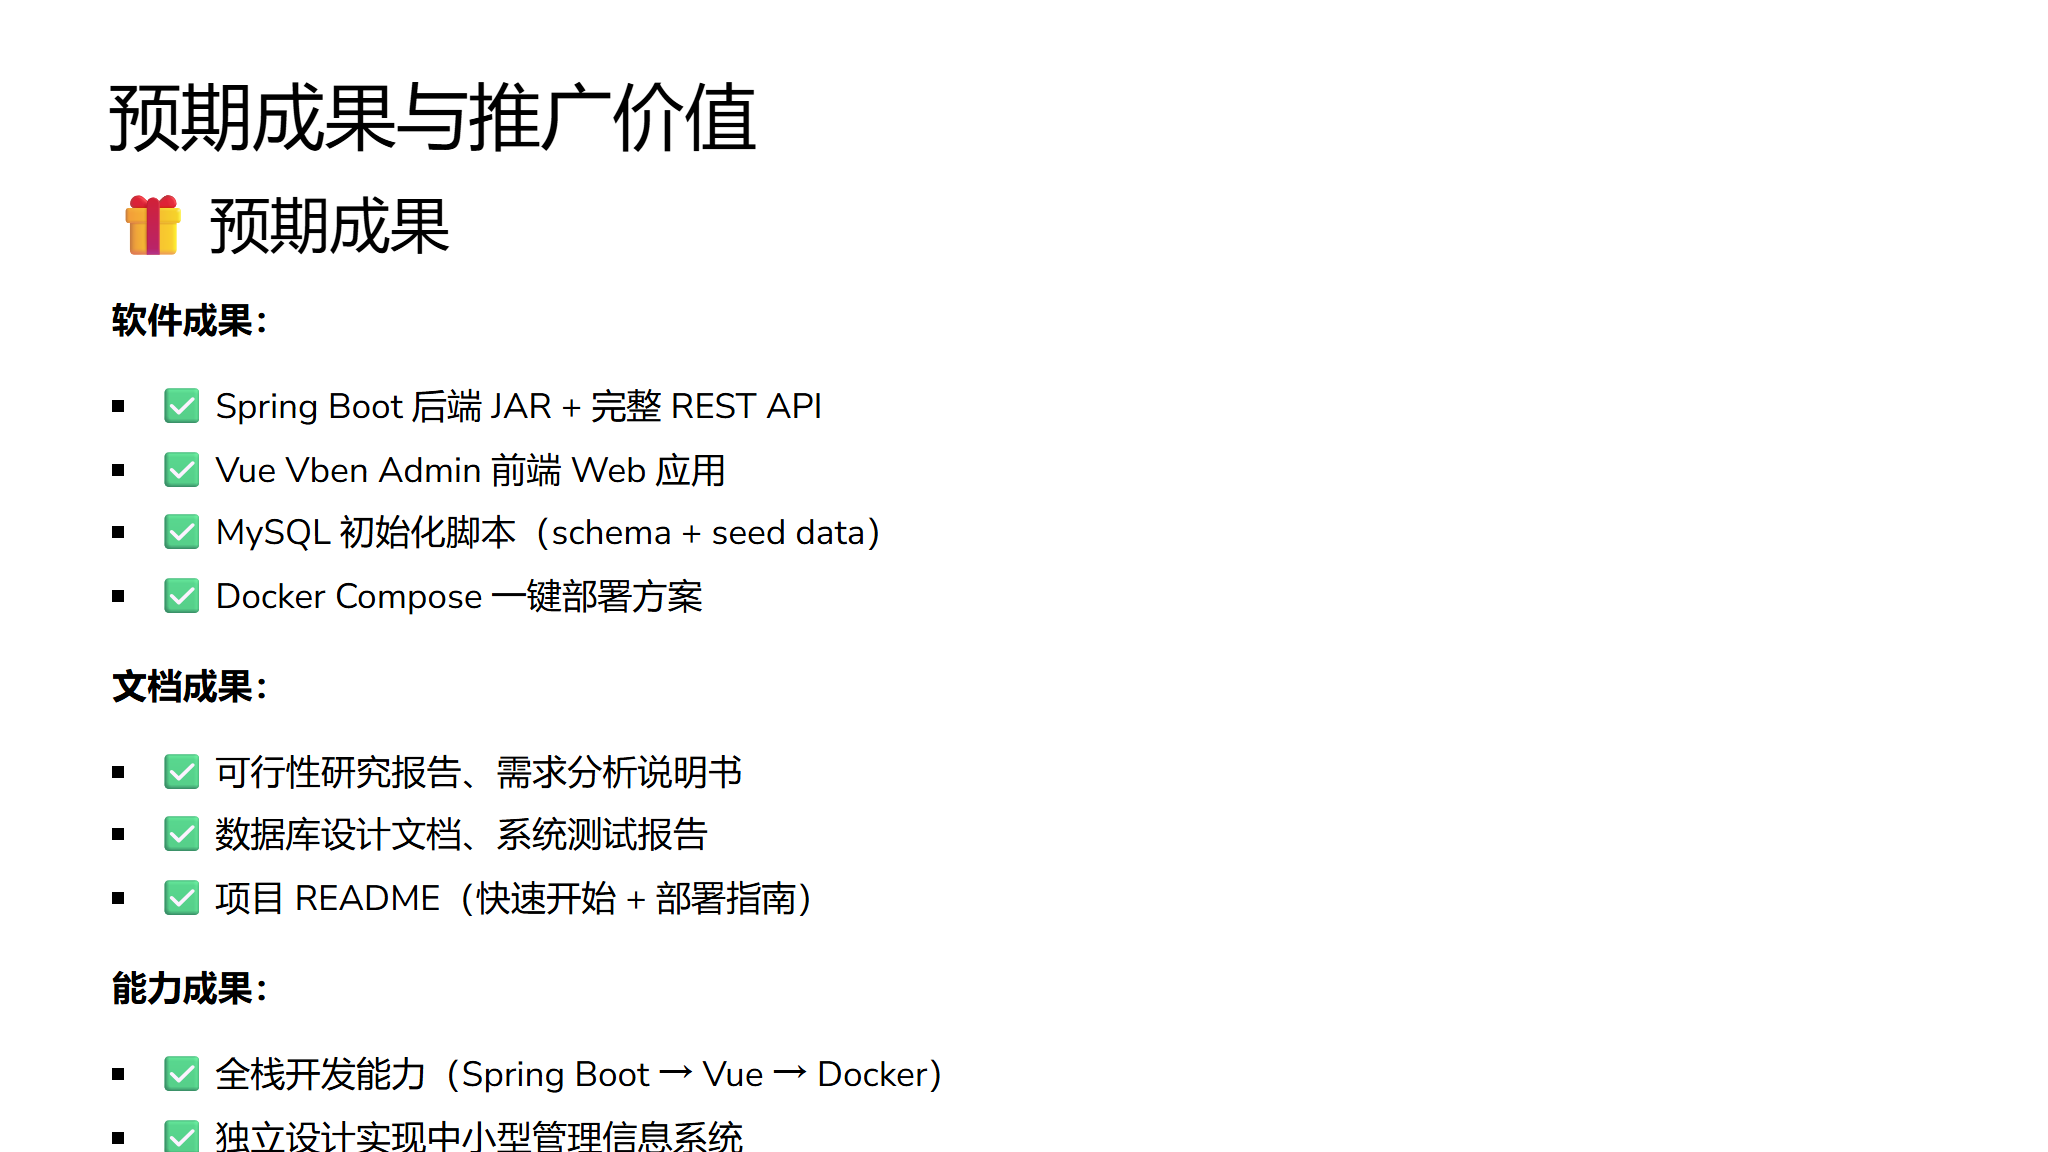 预期成果与推广价值
🎁 预期成果
软件成果：
▪ ✅ Spring Boot 后端 JAR + 完整 REST API
▪ ✅ Vue Vben Admin 前端 Web 应用
▪ ✅ MySQL 初始化脚本（schema + seed data）
▪ ✅ Docker Compose 一键部署方案
文档成果：
▪ ✅ 可行性研究报告、需求分析说明书
▪ ✅ 数据库设计文档、系统测试报告
▪ ✅ 项目 README（快速开始 + 部署指南）
能力成果：
▪ ✅ 全栈开发能力（Spring Boot → Vue → Docker）
▪ ✅ 独立设计实现中小型管理信息系统